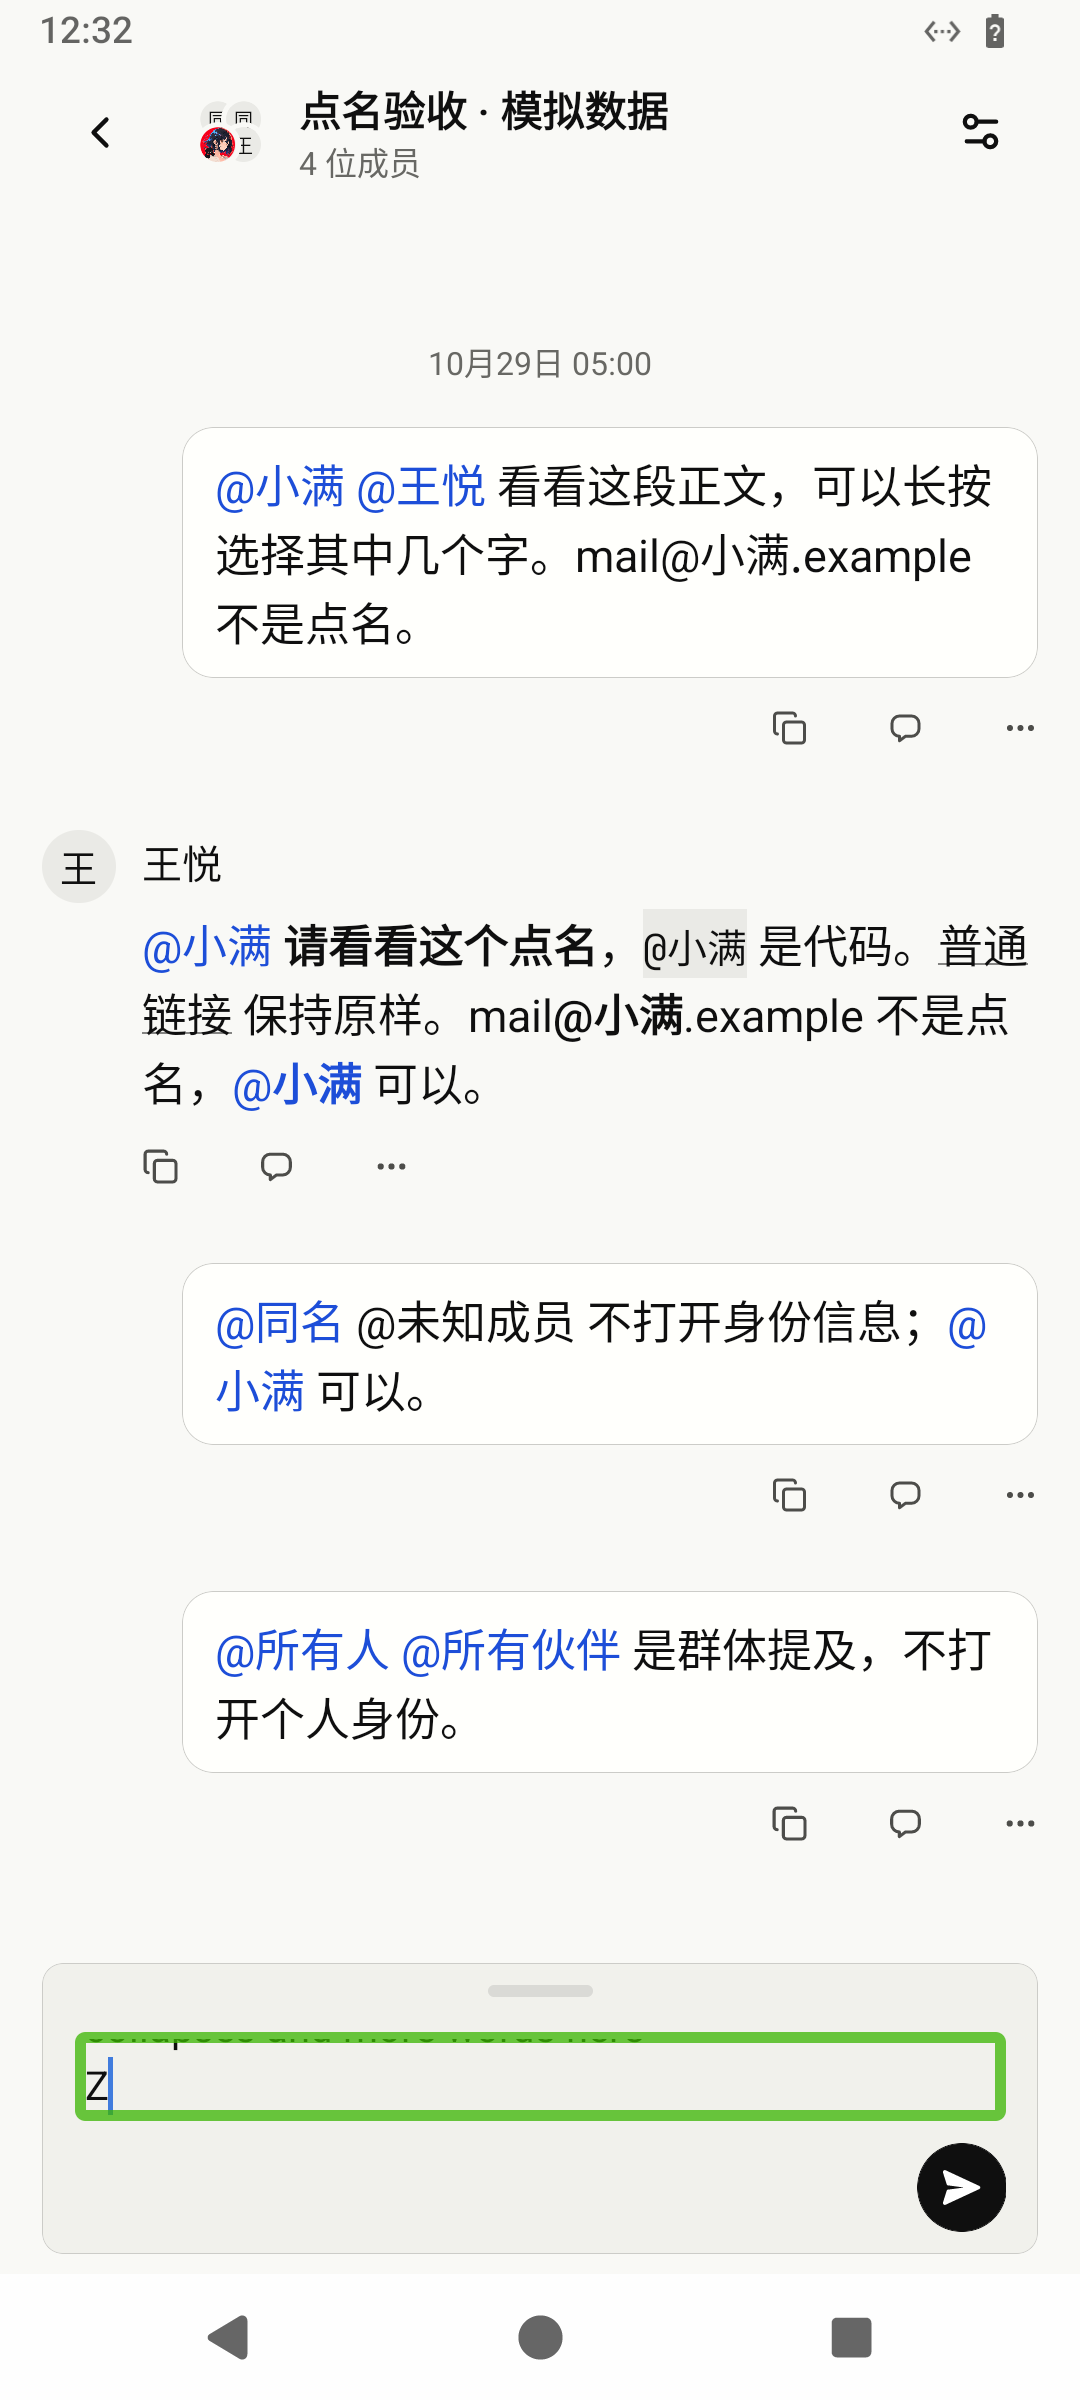 12:32
点名验收 · 模拟数据
4 位成员
10月29日 05:00
@小满 @王悦 看看这段正文，可以长按
选择其中几个字。mail@小满.example
不是点名。
王 王悦
@小满 请看看这个点名，@小满 是代码。普通
链接 保持原样。mail@小满.example 不是点
名，@小满 可以。
@同名 @未知成员 不打开身份信息；@
小满 可以。
@所有人 @所有伙伴 是群体提及，不打
开个人身份。
Z